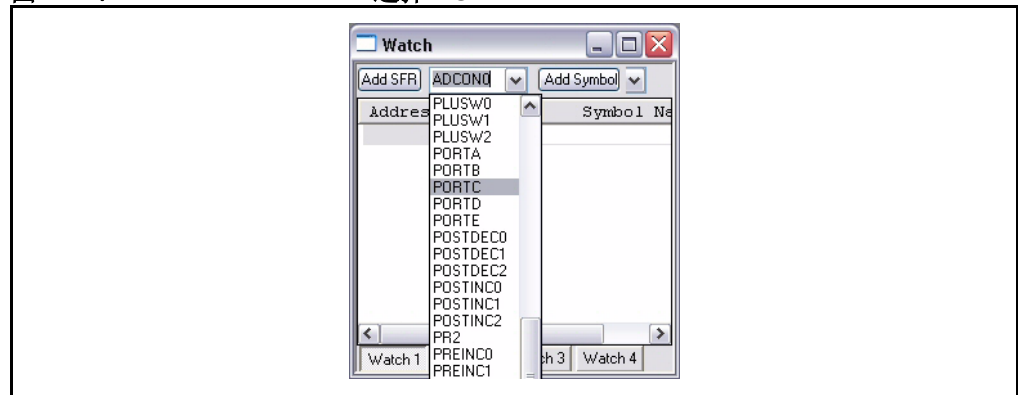 Watch
Add SFR ADCON0 Add Symbol
Addres Symbol Na
PLUSW0
PLUSW1
PLUSW2
PORTA
PORTB
PORTC
PORTD
PORTE
POSTDEC0
POSTDEC1
POSTDEC2
POSTINC0
POSTINC1
POSTINC2
PR2
PREINC0
PREINC1
Watch 1 ch 3 Watch 4